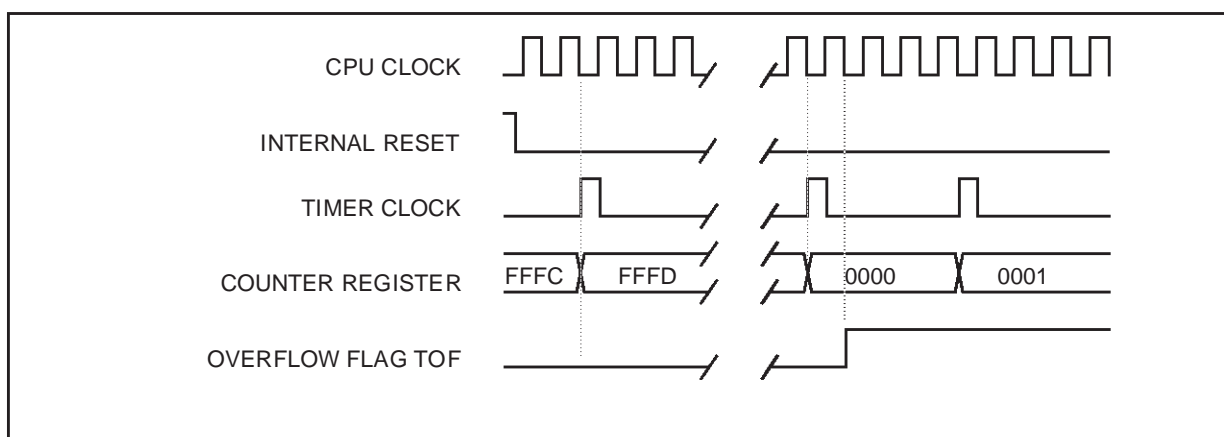 CPU CLOCK
INTERNAL RESET
TIMER CLOCK
COUNTER REGISTER
FFFC FFFD 0000 0001
OVERFLOW FLAG TOF